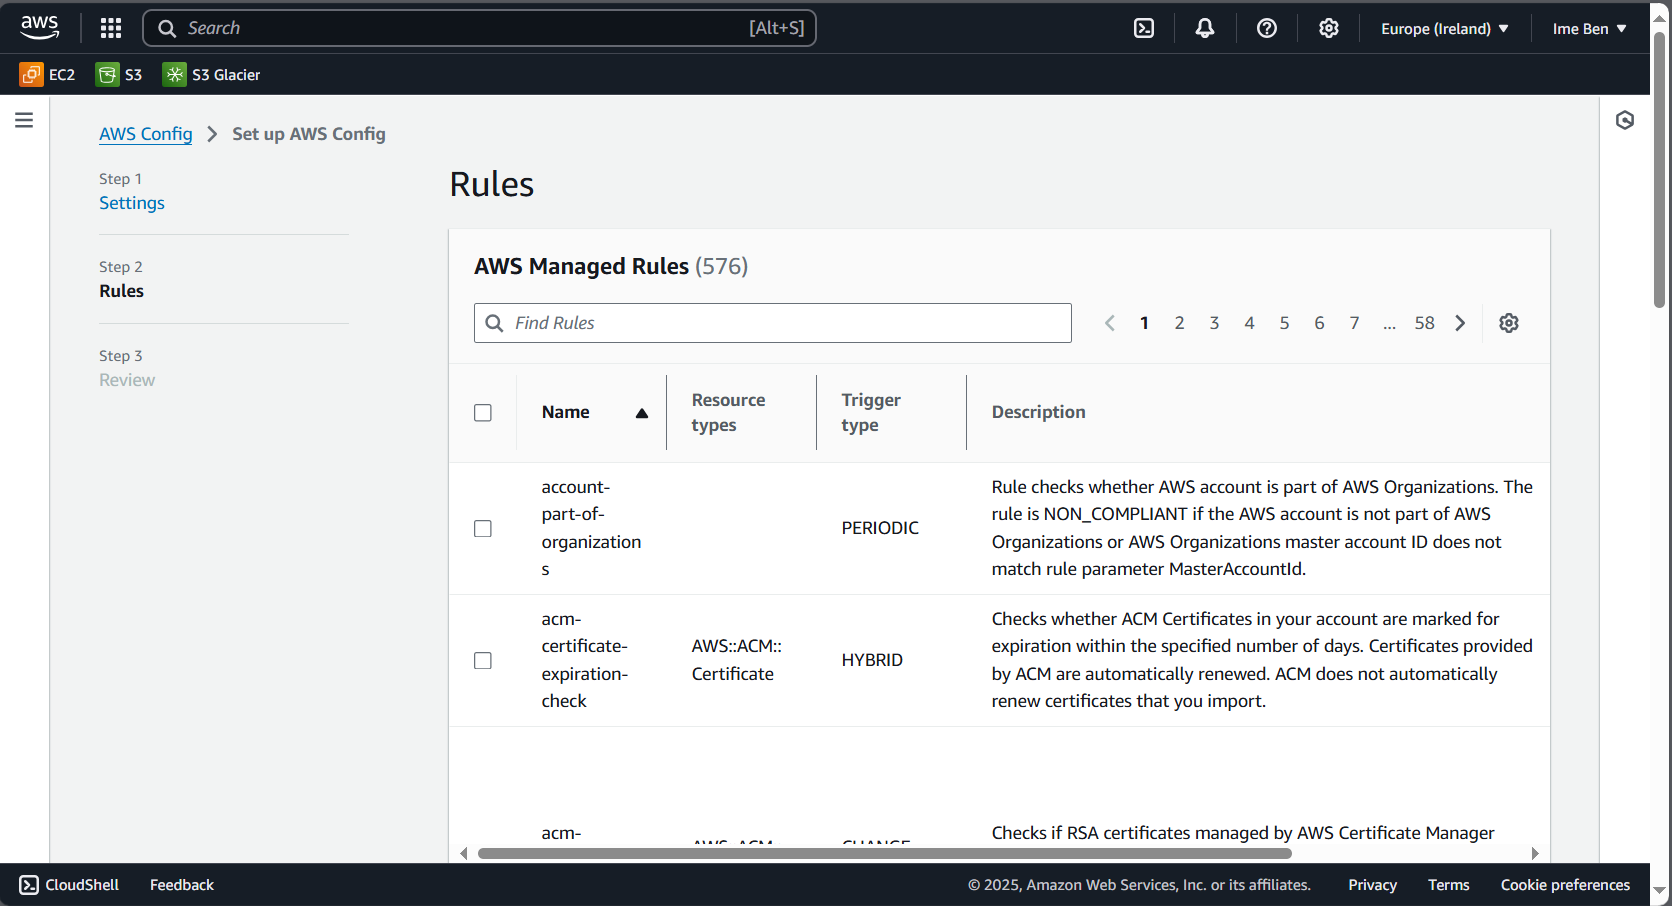 aws
Search [Alt+S]
Europe (Ireland)
Ime Ben
EC2
S3
S3 Glacier
AWS Config > Set up AWS Config
Step 1
Settings
Step 2
Rules
Step 3
Review
Rules
AWS Managed Rules (576)
Find Rules
1 2 3 4 5 6 7 ... 58
Name
Resource
types
Trigger
type
Description
account-
part-of-
organization
s
PERIODIC
Rule checks whether AWS account is part of AWS Organizations. The
rule is NON_COMPLIANT if the AWS account is not part of AWS
Organizations or AWS Organizations master account ID does not
match rule parameter MasterAccountId.
acm-
certificate-
expiration-
check
AWS::ACM::
Certificate
HYBRID
Checks whether ACM Certificates in your account are marked for
expiration within the specified number of days. Certificates provided
by ACM are automatically renewed. ACM does not automatically
renew certificates that you import.
acm-
AWS::ACM::
CHANGE
Checks if RSA certificates managed by AWS Certificate Manager
CloudShell
Feedback
© 2025, Amazon Web Services, Inc. or its affiliates.
Privacy
Terms
Cookie preferences